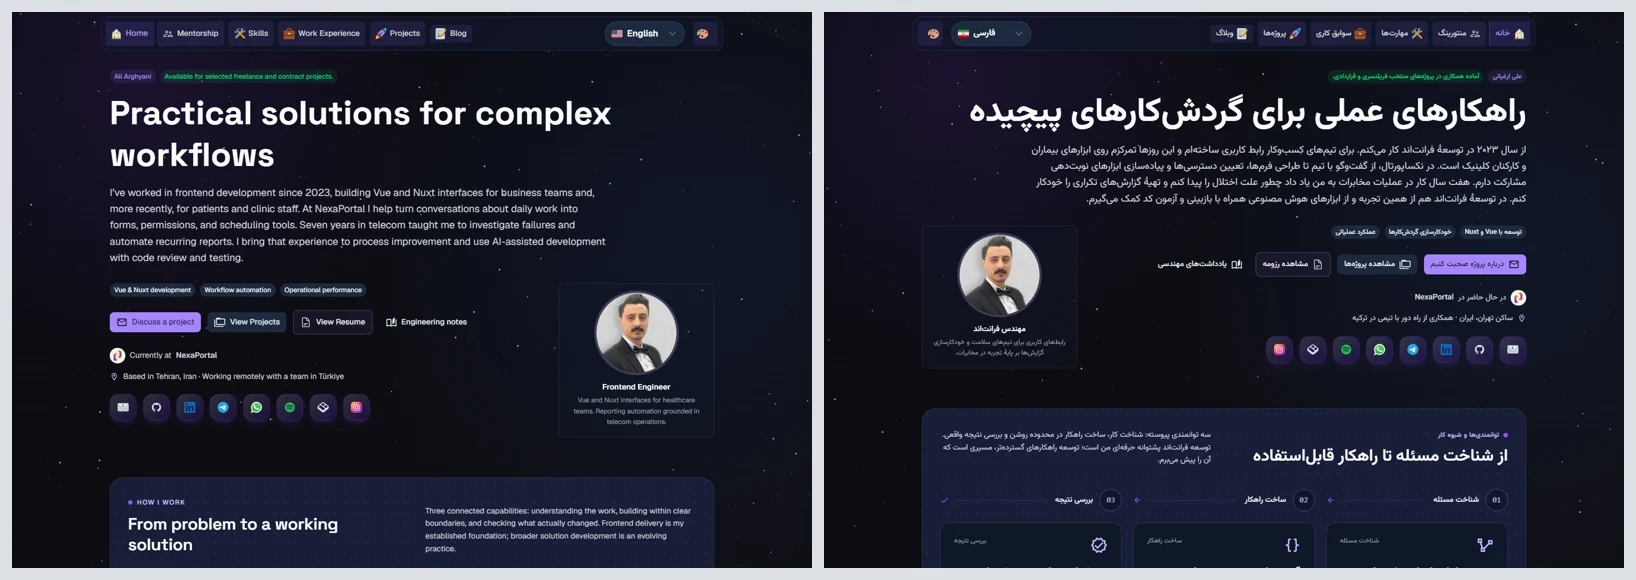 Home
Mentorship
Skills
Work Experience
Projects
Blog
English
Ali Arghyani
Available for selected freelance and contract projects.
Practical solutions for complex
workflows
I've worked in frontend development since 2023, building Vue and Nuxt interfaces for business teams and,
more recently, for patients and clinic staff. At NexaPortal I help turn conversations about daily work into
forms, permissions, and scheduling tools. Seven years in telecom taught me to investigate failures and
automate recurring reports. I bring that experience to process improvement and use AI-assisted development
with code review and testing.
Vue & Nuxt development
Workflow automation
Operational performance
Discuss a project
View Projects
View Resume
Engineering notes
Currently at NexaPortal
Based in Tehran, Iran · Working remotely with a team in Türkiye
Frontend Engineer
Vue and Nuxt interfaces for healthcare
teams. Reporting automation grounded in
telecom operations.
HOW I WORK
From problem to a working
solution
Three connected capabilities: understanding the work, building within clear
boundaries, and checking what actually changed. Frontend delivery is my
established foundation; broader solution development is an evolving
practice.
خانه
منتورینگ
مهارت‌ها
سوابق کاری
پروژه‌ها
وبلاگ
فارسی
علی ارغیانی
آماده همکاری در پروژه‌های منتخب فریلنسری و قراردادی.
راهکارهای عملی برای گردش‌کارهای پیچیده
از سال ۲۰۲۳ در توسعهٔ فرانت‌اند کار می‌کنم. برای تیم‌های کسب‌وکار رابط کاربری ساخته‌ام و این روزها تمرکزم روی ابزارهای بیماران
و کارکنان کلینیک است. در نکساپورتال، از گفت‌وگو با تیم تا طراحی فرم‌ها، تعیین دسترسی‌ها و پیاده‌سازی ابزارهای نوبت‌دهی
مشارکت دارم. هفت سال کار در عملیات مخابرات به من یاد داد چطور علت اختلال را پیدا کنم و تهیهٔ گزارش‌های تکراری را خودکار
کنم. در توسعهٔ فرانت‌اند هم از همین تجربه و از ابزارهای هوش مصنوعی همراه با بازبینی و آزمون کد کمک می‌گیرم.
توسعه با Vue و Nuxt
خودکارسازی گردش‌کارها
عملکرد عملیاتی
درباره پروژه صحبت کنیم
مشاهده پروژه‌ها
مشاهده رزومه
یادداشت‌های مهندسی
در حال حاضر در NexaPortal
ساکن تهران، ایران · همکاری از راه دور با تیمی در ترکیه
مهندس فرانت‌اند
رابط‌های کاربری برای تیم‌های سلامت و خودکارسازی
گزارش‌ها بر پایهٔ تجربه در مخابرات.
توانمندی‌ها و شیوه کار
از شناخت مسئله تا راهکار قابل‌استفاده
سه توانمندی پیوسته: شناخت کار، ساخت راهکار در محدوده روشن و بررسی نتیجه واقعی.
توسعه فرانت‌اند پشتوانه حرفه‌ای من است؛ توسعه راهکارهای گسترده‌تر، مسیری است که
آن را پیش می‌برم.
01 شناخت مسئله
02 ساخت راهکار
03 بررسی نتیجه
شناخت مسئله
ساخت راهکار
بررسی نتیجه